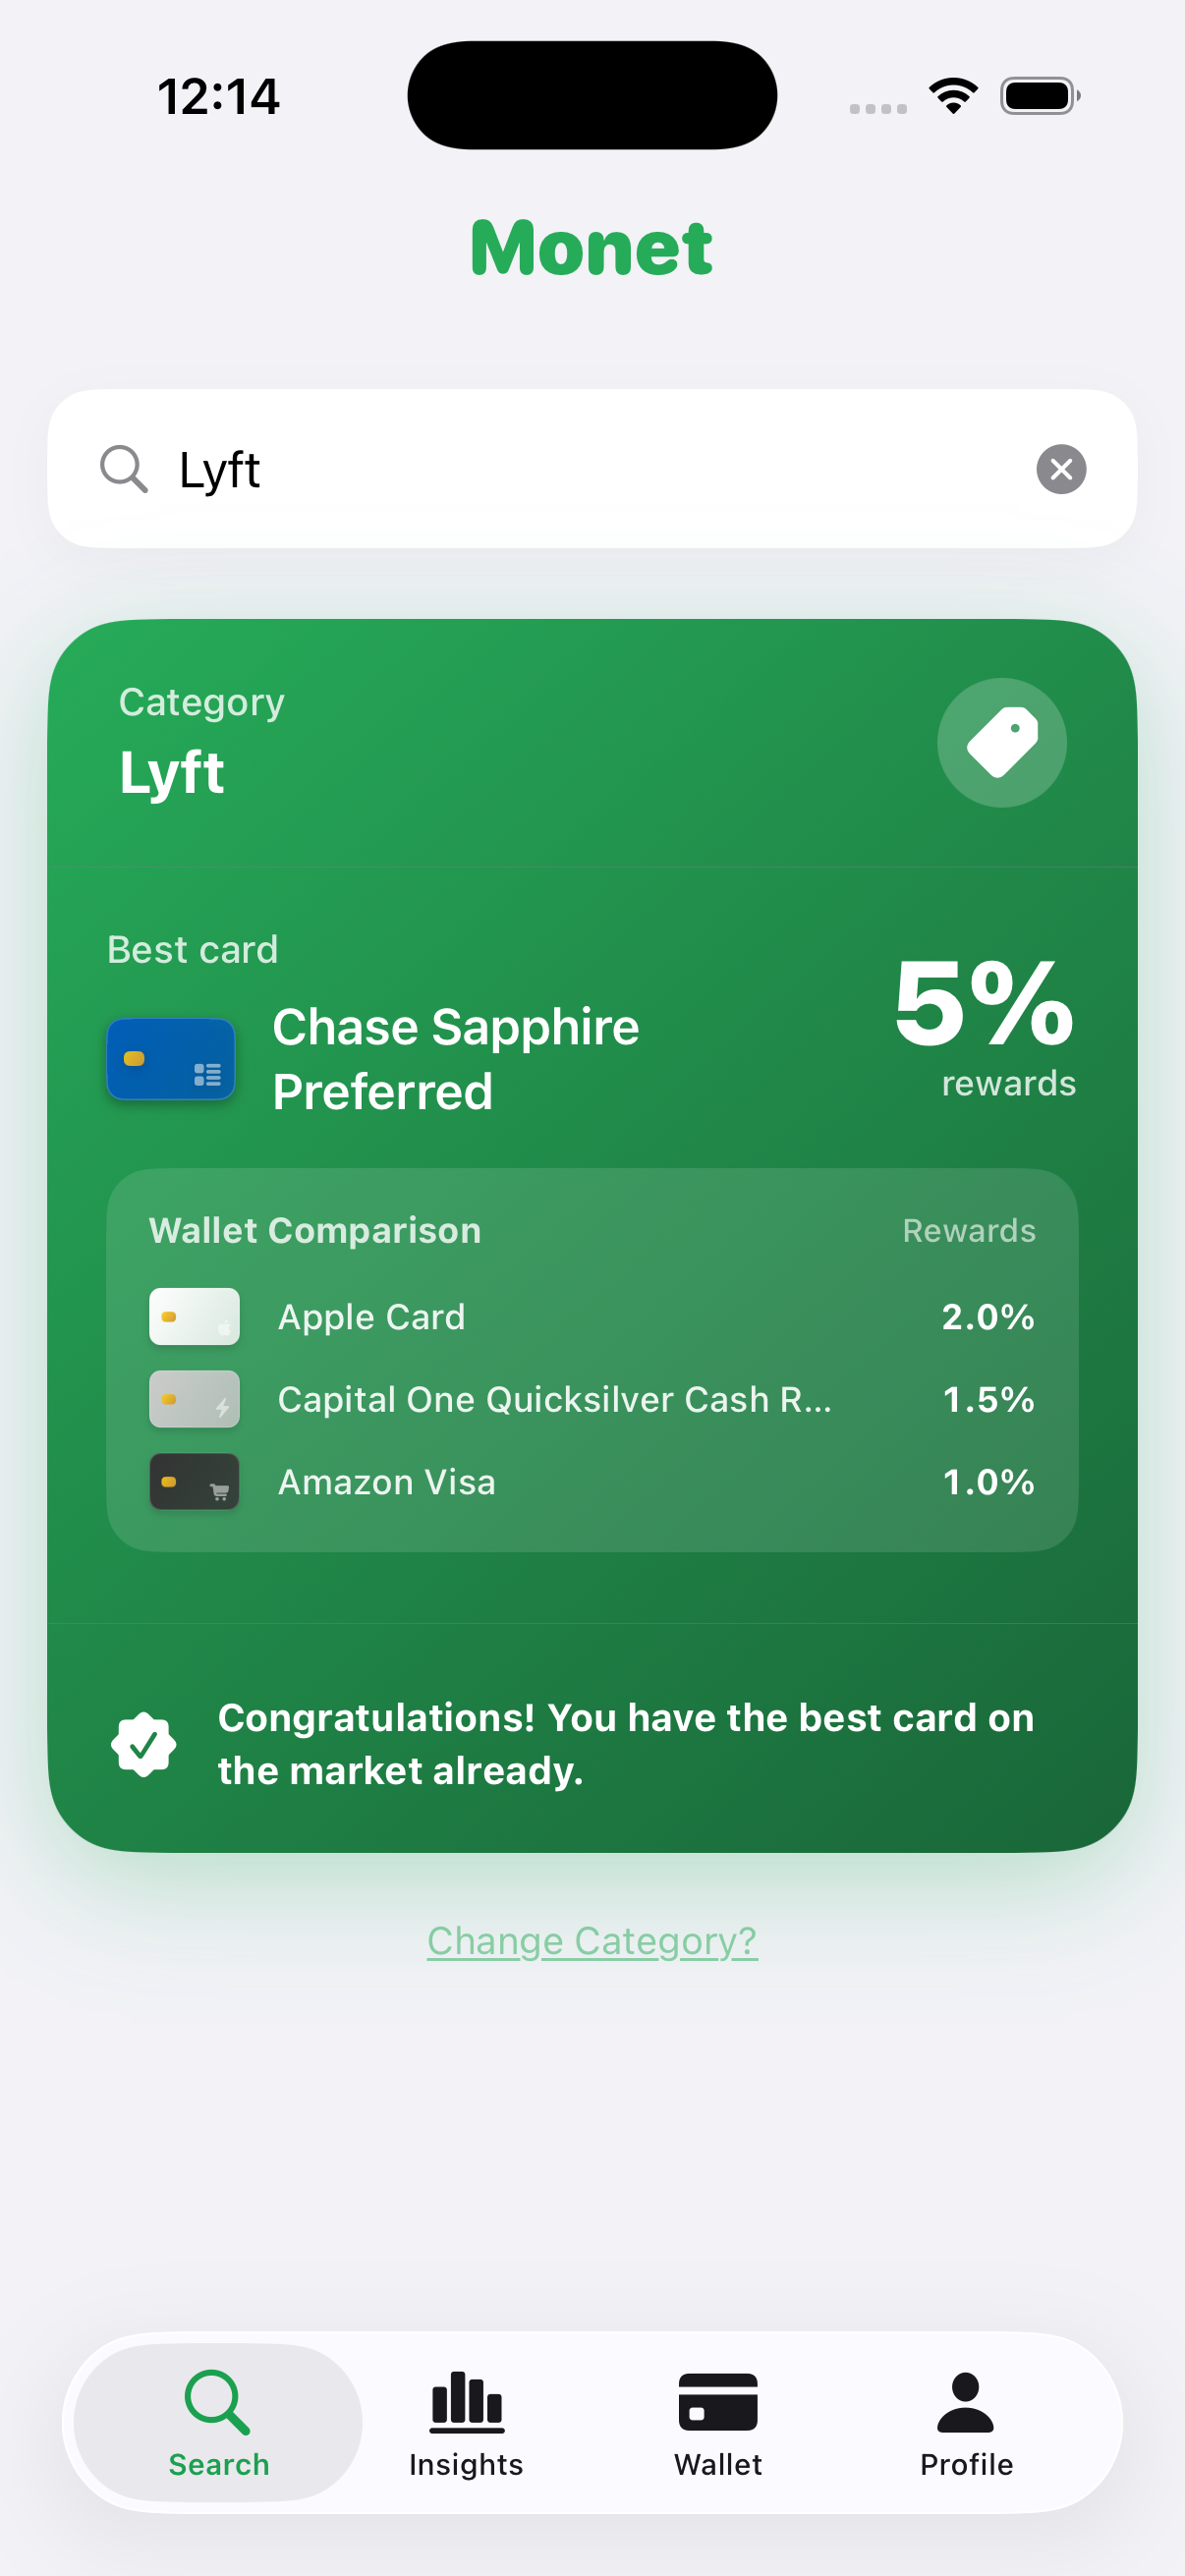 12:14
Monet
Lyft
Category
Lyft
Best card
Chase Sapphire
Preferred
5%
rewards
Wallet Comparison
Rewards
Apple Card
2.0%
Capital One Quicksilver Cash R...
1.5%
Amazon Visa
1.0%
Congratulations! You have the best card on
the market already.
Change Category?
Search
Insights
Wallet
Profile